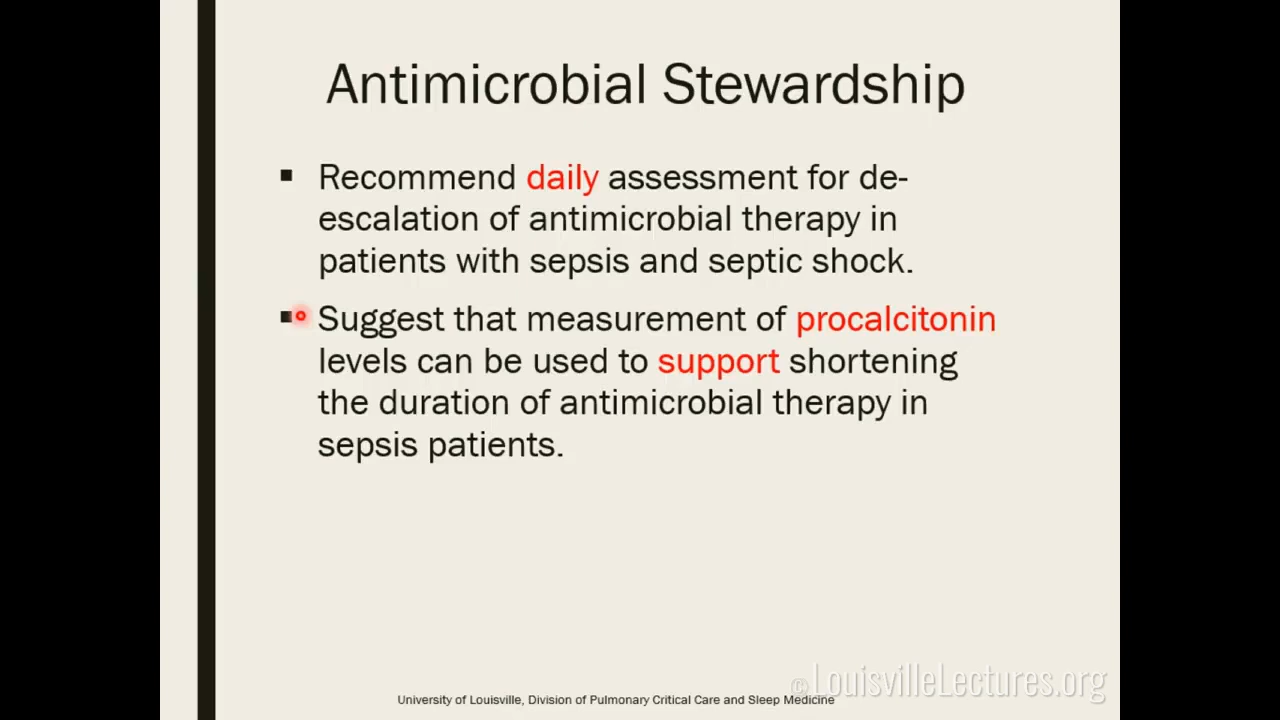 Antimicrobial Stewardship
Recommend daily assessment for de-
escalation of antimicrobial therapy in
patients with sepsis and septic shock.
Suggest that measurement of procalcitonin
levels can be used to support shortening
the duration of antimicrobial therapy in
sepsis patients.
©LouisvilleLectures.org
University of Louisville, Division of Pulmonary Critical Care and Sleep Medicine